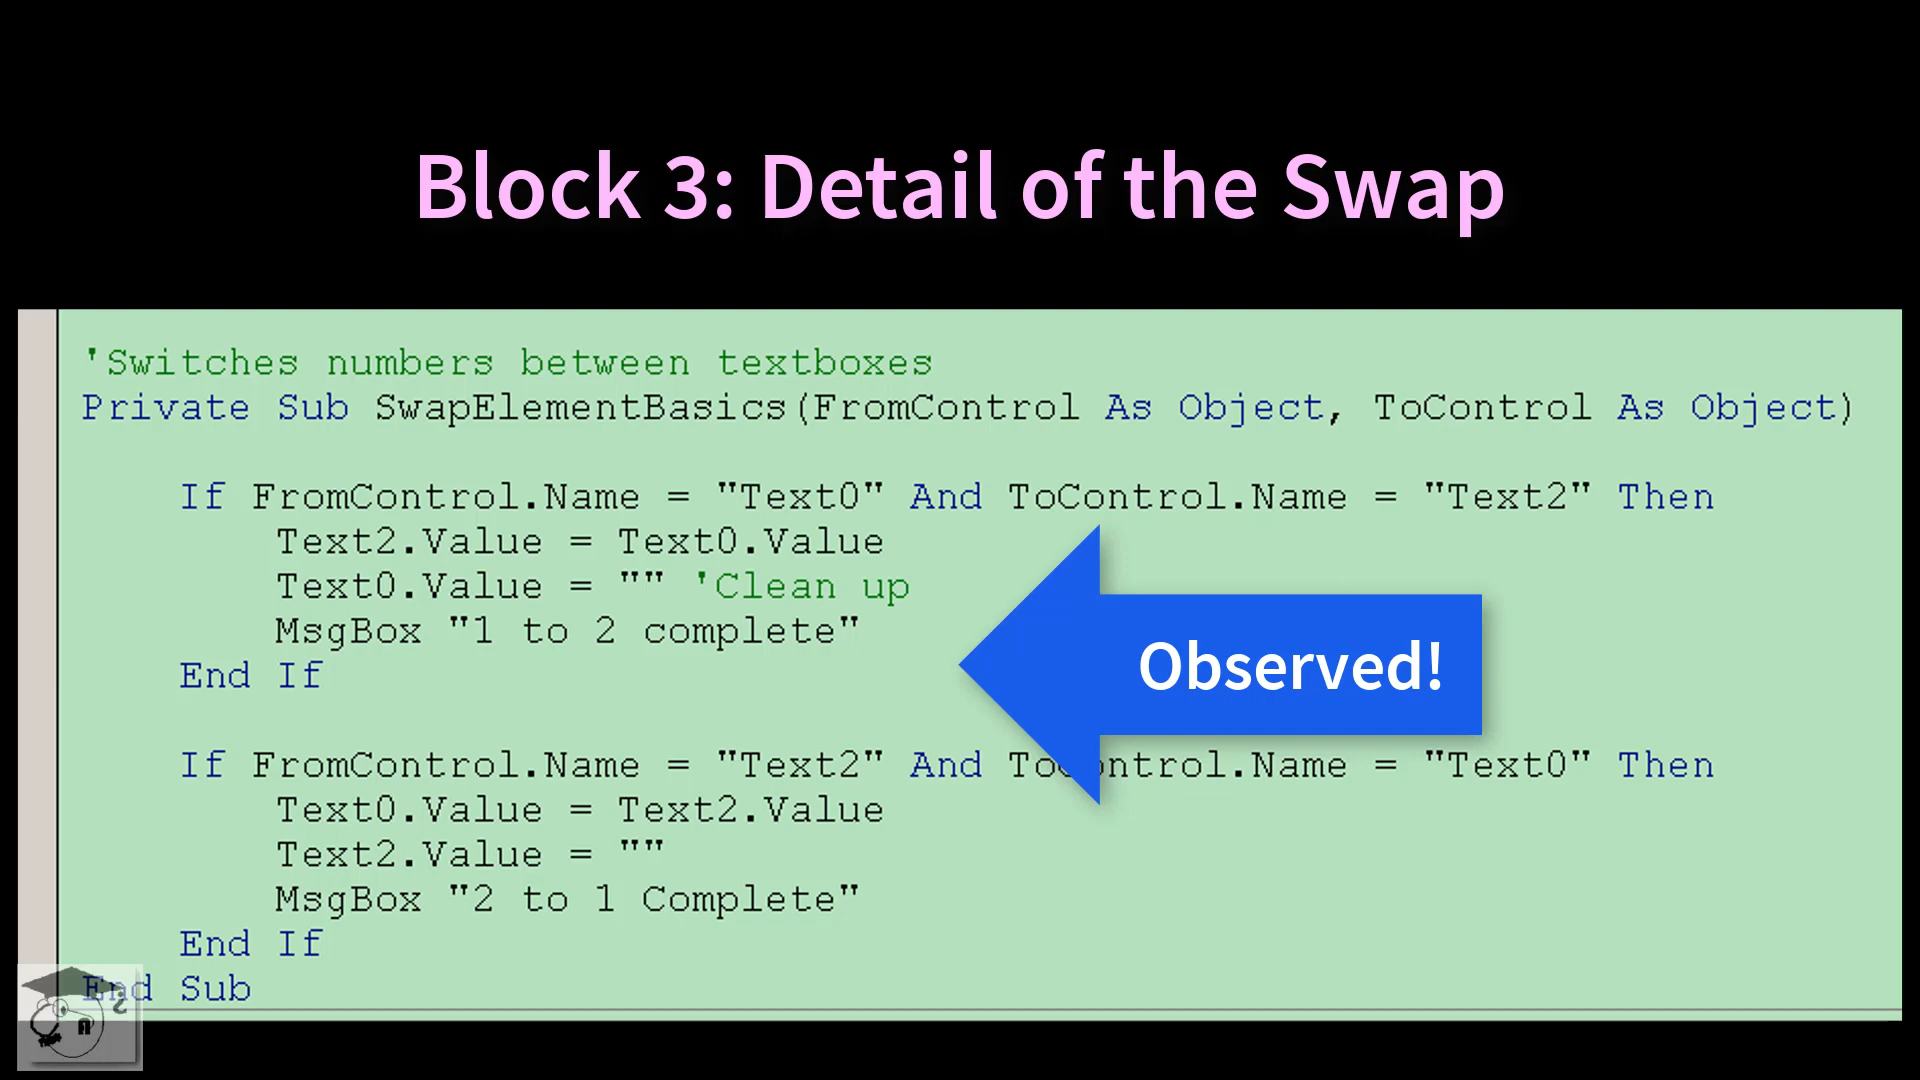 Block 3: Detail of the Swap
'Switches numbers between textboxes
Private Sub SwapElementBasics(FromControl As Object, ToControl As Object)
If FromControl.Name = "Text0" And ToControl.Name = "Text2" Then
Text2.Value = Text0.Value
Text0.Value = "" 'Clean up
MsgBox "1 to 2 complete"
End If
Observed!
If FromControl.Name = "Text2" And ToControl.Name = "Text0" Then
Text0.Value = Text2.Value
Text2.Value = ""
MsgBox "2 to 1 Complete"
End If
End Sub